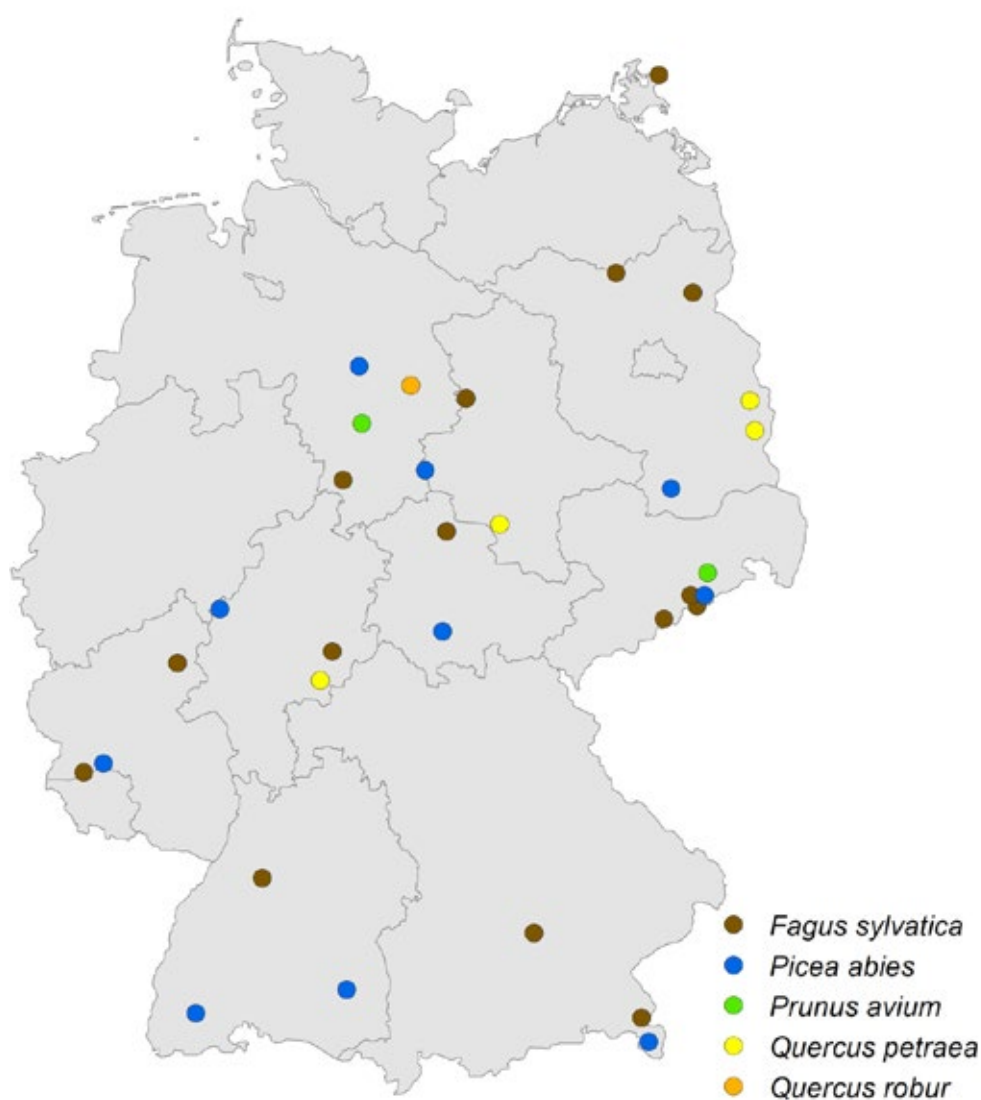 Fagus sylvatica
Picea abies
Prunus avium
Quercus petraea
Quercus robur